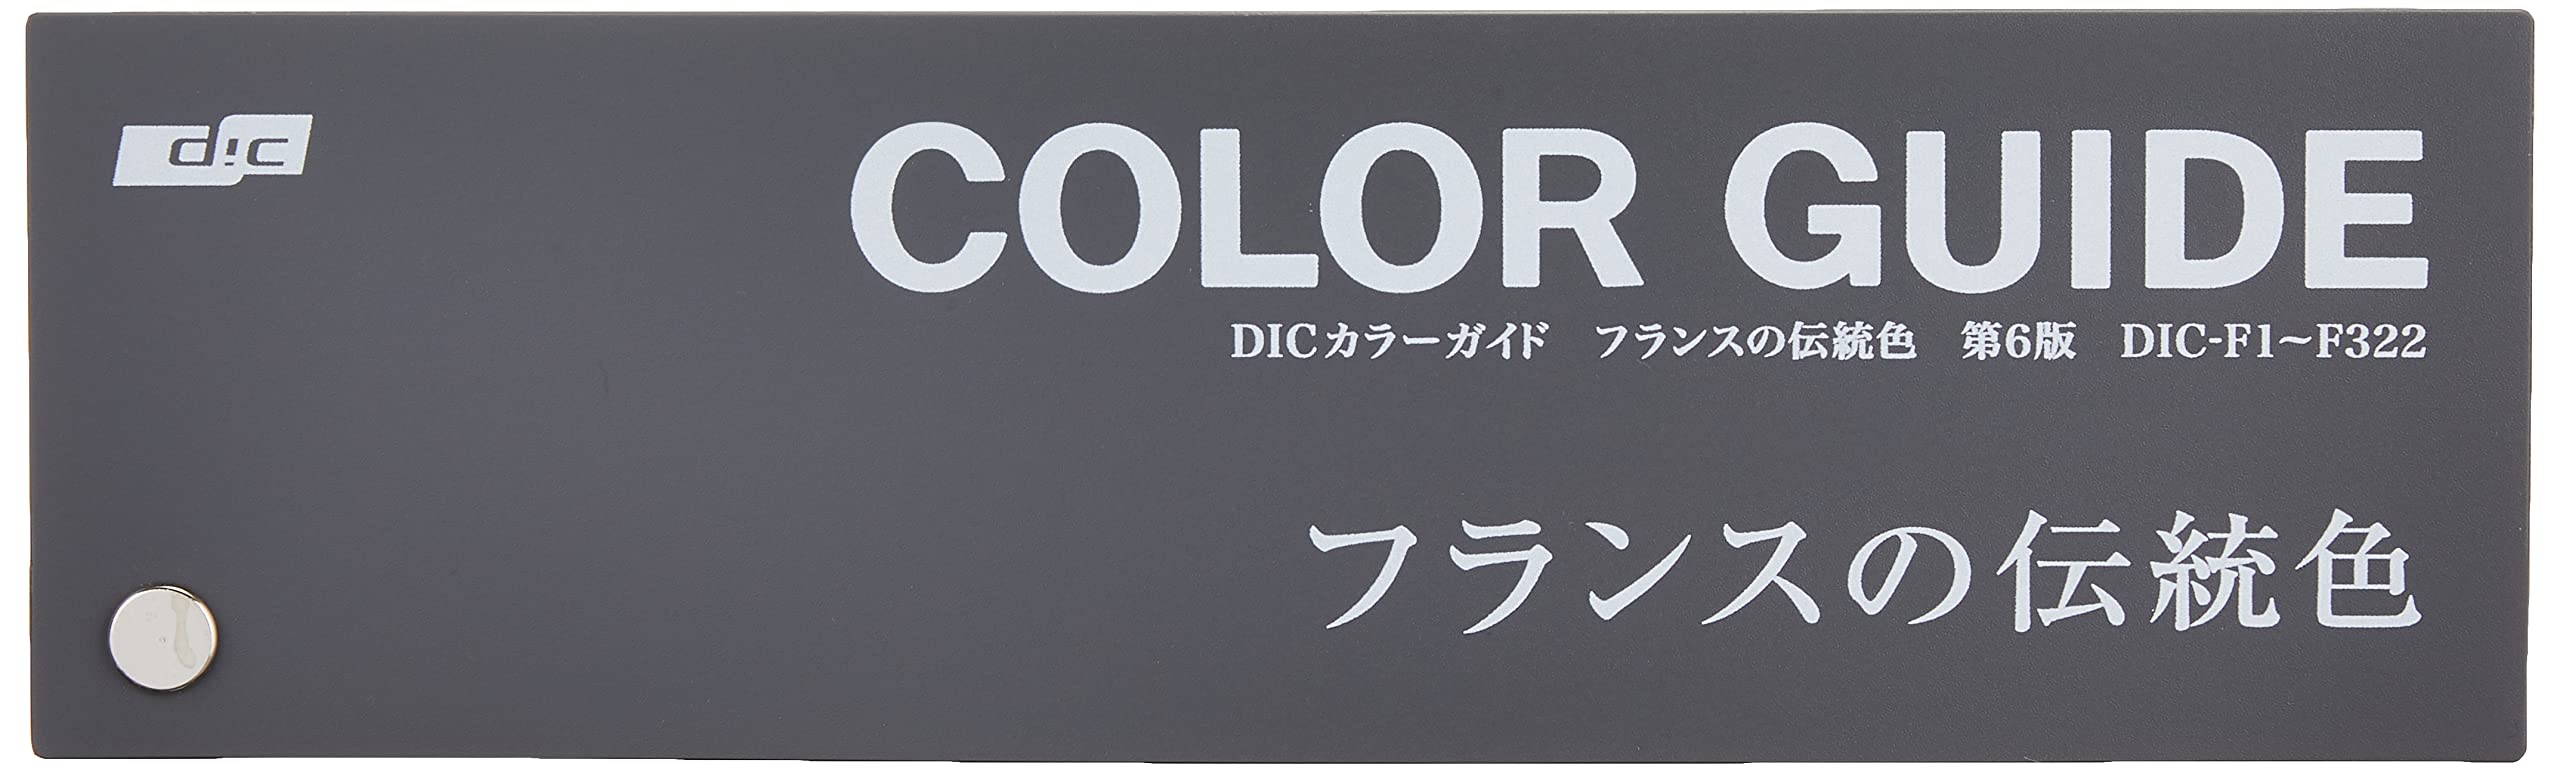 dic
COLOR GUIDE
DICカラーガイド　フランスの伝統色　第6版　DIC-F1～F322
フランスの伝統色